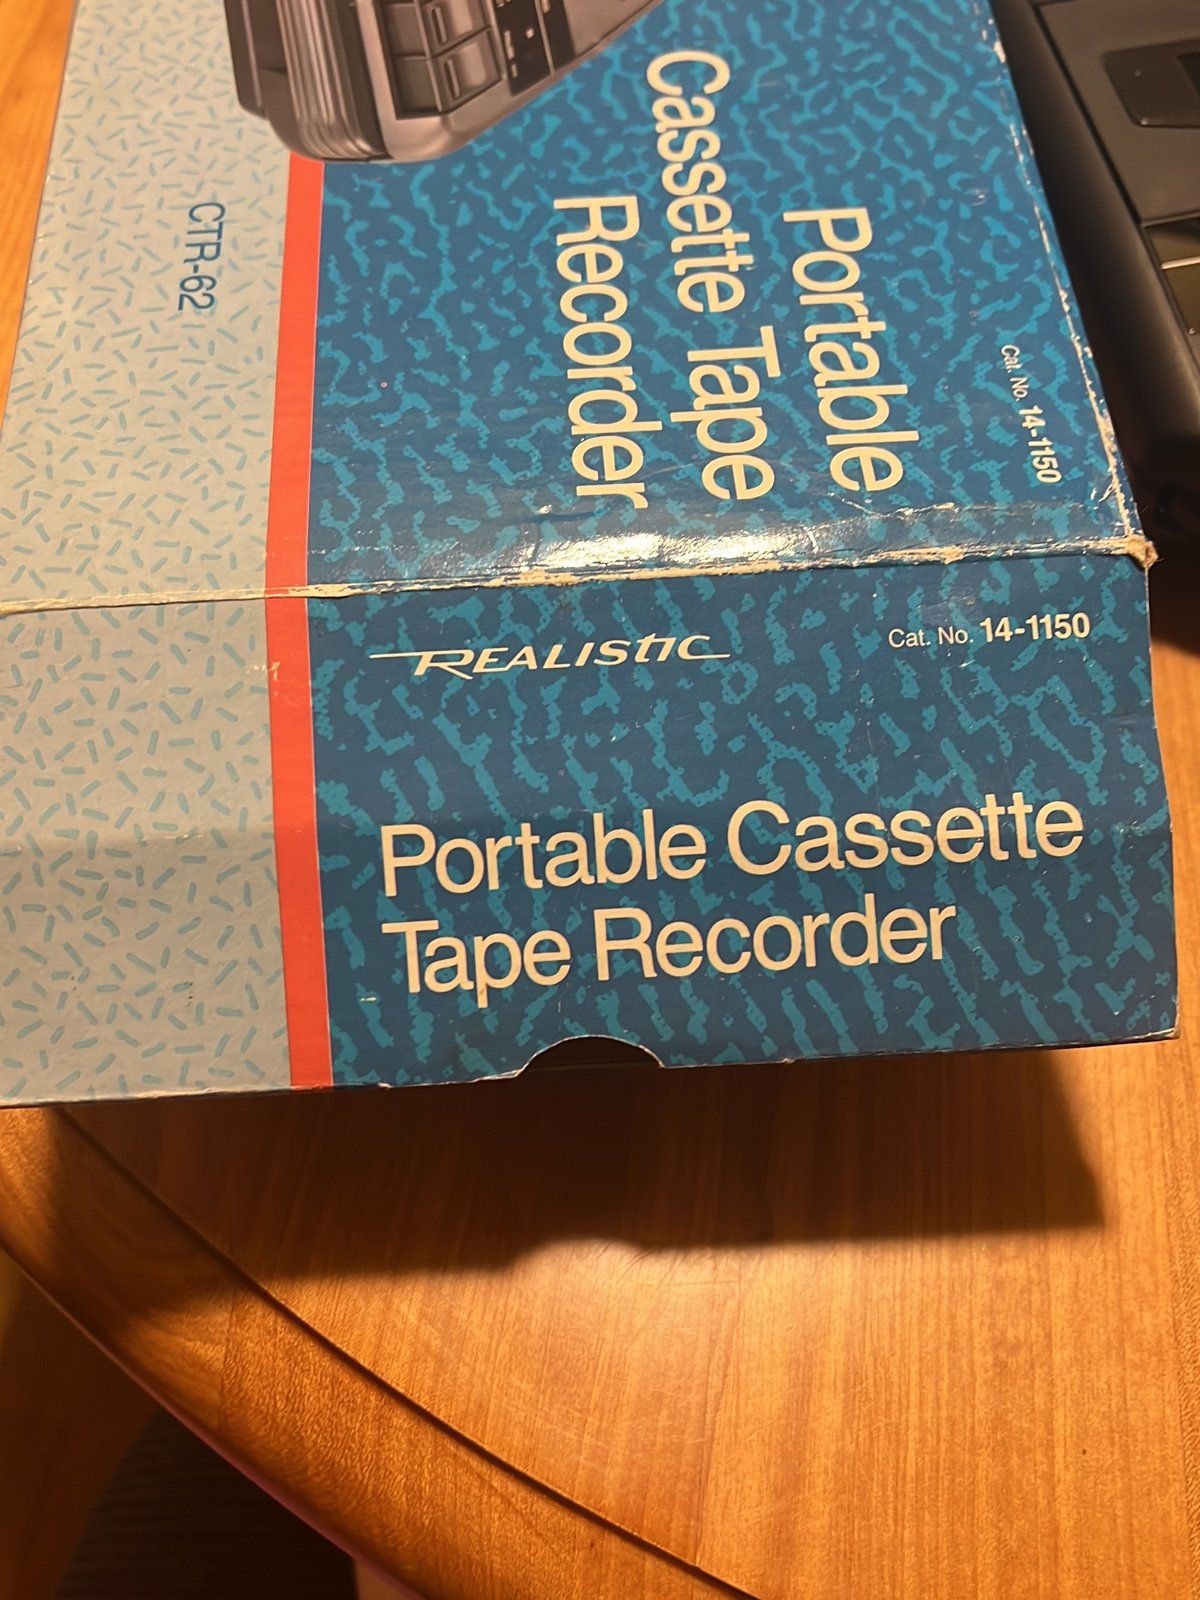 CTR-62
Portable
Cassette Tape
Recorder
Cat. No. 14-1150
REALISTIC
Cat. No. 14-1150
Portable Cassette
Tape Recorder